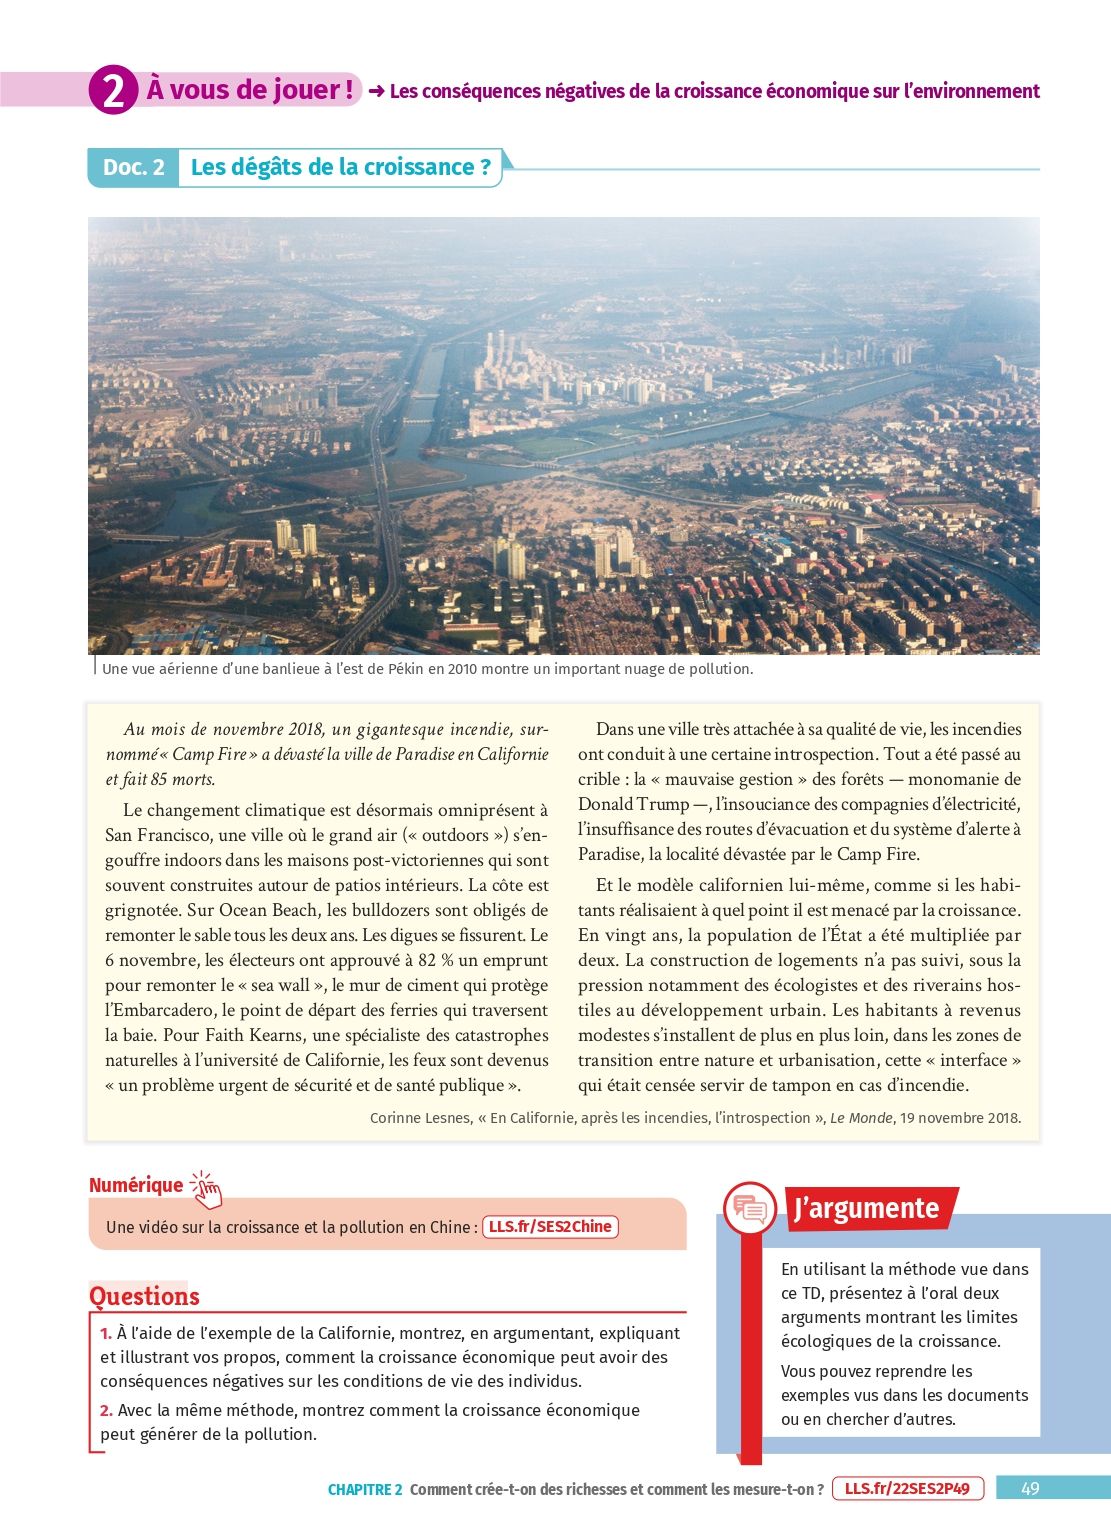 2 À vous de jouer ! ➜ Les conséquences négatives de la croissance économique sur l’environnement
Doc. 2 Les dégâts de la croissance ?
Une vue aérienne d’une banlieue à l’est de Pékin en 2010 montre un important nuage de pollution.
Au mois de novembre 2018, un gigantesque incendie, sur-
nommé « Camp Fire » a dévasté la ville de Paradise en Californie
et fait 85 morts.
Le changement climatique est désormais omniprésent à
San Francisco, une ville où le grand air (« outdoors ») s’en-
gouffre indoors dans les maisons post-victoriennes qui sont
souvent construites autour de patios intérieurs. La côte est
grignotée. Sur Ocean Beach, les bulldozers sont obligés de
remonter le sable tous les deux ans. Les digues se fissurent. Le
6 novembre, les électeurs ont approuvé à 82 % un emprunt
pour remonter le « sea wall », le mur de ciment qui protège
l’Embarcadero, le point de départ des ferries qui traversent
la baie. Pour Faith Kearns, une spécialiste des catastrophes
naturelles à l’université de Californie, les feux sont devenus
« un problème urgent de sécurité et de santé publique ».
Dans une ville très attachée à sa qualité de vie, les incendies
ont conduit à une certaine introspection. Tout a été passé au
crible : la « mauvaise gestion » des forêts — monomanie de
Donald Trump —, l’insouciance des compagnies d’électricité,
l’insuffisance des routes d’évacuation et du système d’alerte à
Paradise, la localité dévastée par le Camp Fire.
Et le modèle californien lui-même, comme si les habi-
tants réalisaient à quel point il est menacé par la croissance.
En vingt ans, la population de l’État a été multipliée par
deux. La construction de logements n’a pas suivi, sous la
pression notamment des écologistes et des riverains hos-
tiles au développement urbain. Les habitants à revenus
modestes s’installent de plus en plus loin, dans les zones de
transition entre nature et urbanisation, cette « interface »
qui était censée servir de tampon en cas d’incendie.
Corinne Lesnes, « En Californie, après les incendies, l’introspection », Le Monde, 19 novembre 2018.
Numérique
Une vidéo sur la croissance et la pollution en Chine : LLS.fr/SES2Chine
Questions
1. À l’aide de l’exemple de la Californie, montrez, en argumentant, expliquant
et illustrant vos propos, comment la croissance économique peut avoir des
conséquences négatives sur les conditions de vie des individus.
2. Avec la même méthode, montrez comment la croissance économique
peut générer de la pollution.
J’argumente
En utilisant la méthode vue dans
ce TD, présentez à l’oral deux
arguments montrant les limites
écologiques de la croissance.
Vous pouvez reprendre les
exemples vus dans les documents
ou en chercher d’autres.
CHAPITRE 2 Comment crée-t-on des richesses et comment les mesure-t-on ? LLS.fr/22SES2P49 49